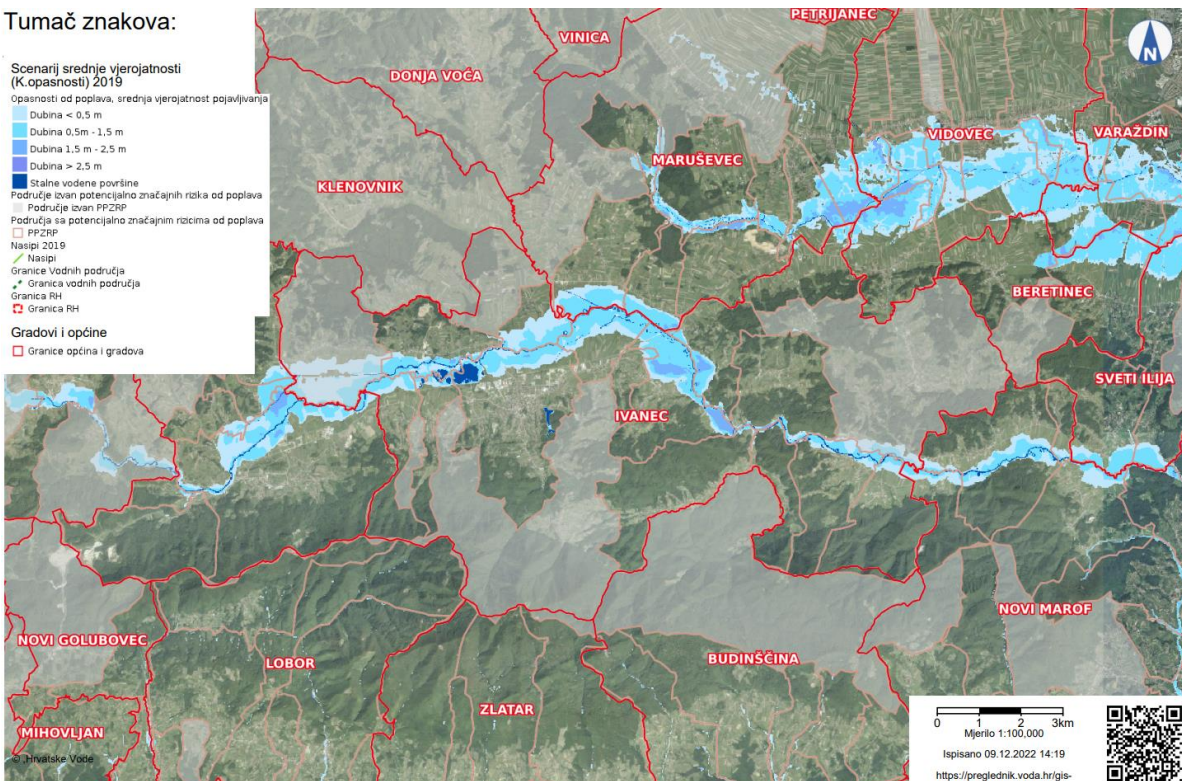 Tumač znakova:
Scenarij srednje vjerojatnosti
(K.opasnosti) 2019
Opasnosti od poplava, srednja vjerojatnost pojavljivanja
Dubina < 0,5 m
Dubina 0,5m - 1,5 m
Dubina 1,5 m - 2,5 m
Dubina > 2,5 m
Stalne vodene površine
Područje izvan potencijalno značajnih rizika od poplava
Područje izvan PPZRP
Područja sa potencijalno značajnim rizicima od poplava
PPZRP
Nasipi 2019
Nasipi
Granice Vodnih područja
Granica vodnih područja
Granica RH
Granica RH
Gradovi i općine
Granice općina i gradova
PETRIJANEC
VINICA
N
DONJA VOĆA
VIDOVEC
VARAŽDIN
MARUŠEVEC
KLENOVNIK
BERETINEC
SVETI ILIJA
IVANEC
NOVI MAROF
NOVI GOLUBOVEC
LOBOR
BUDINŠĆINA
ZLATAR
MIHOVLJAN
© ,Hrvatske Vode
0 1 2 3km
Mjerilo 1:100,000
Ispisano 09.12.2022 14:19
https://preglednik.voda.hr/gis-